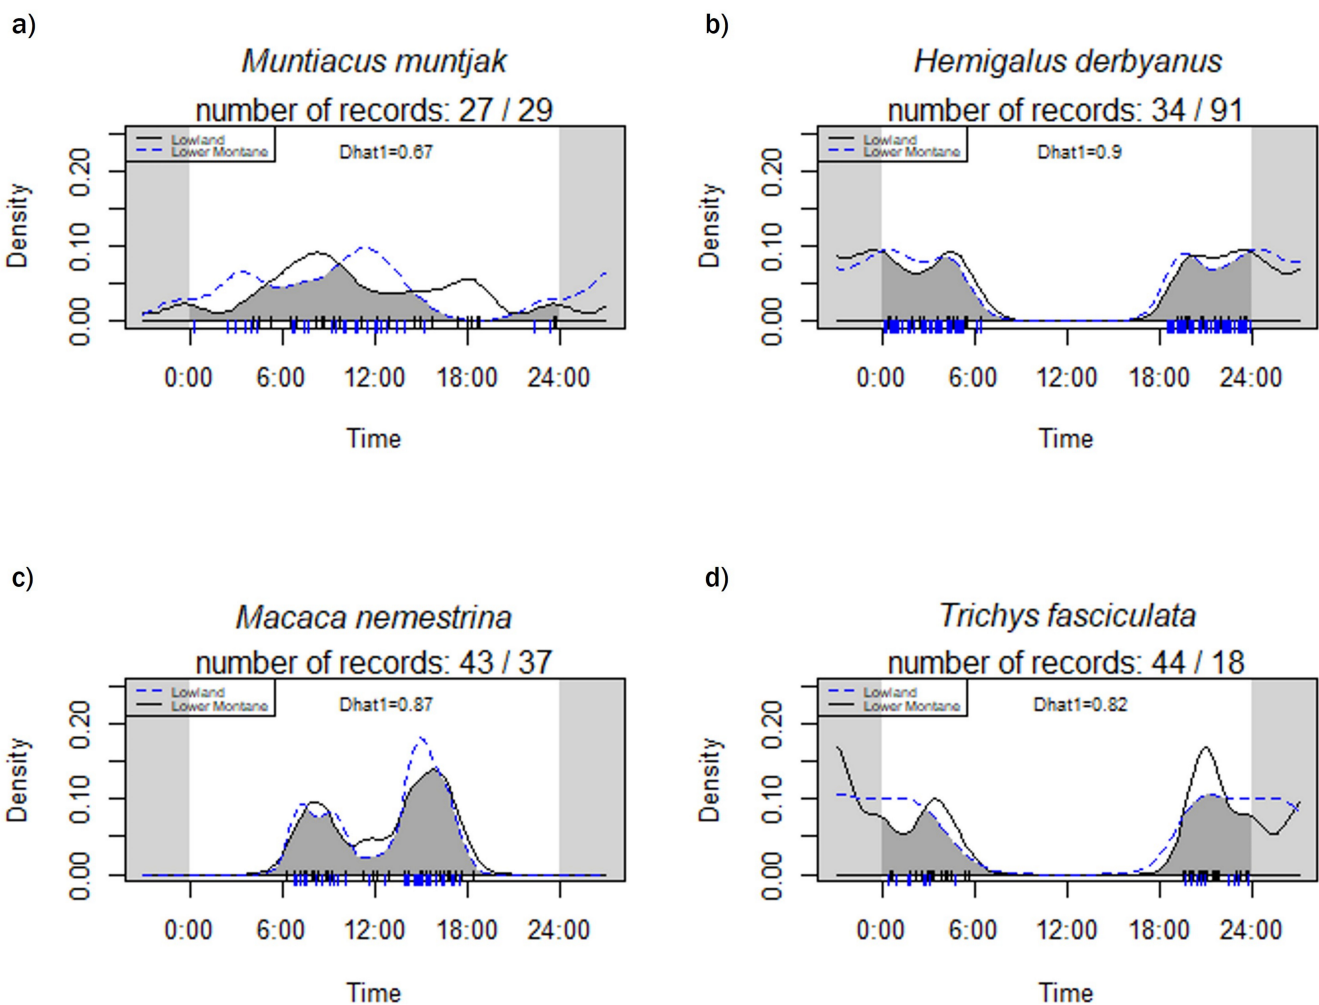 a)
Muntiacus muntjak
number of records: 27 / 29
Lowland
Lower Montane
Dhat1=0.67
Density
0.00 0.10 0.20
0:00 6:00 12:00 18:00 24:00
Time
b)
Hemigalus derbyanus
number of records: 34 / 91
Lowland
Lower Montane
Dhat1=0.9
Density
0.00 0.10 0.20
0:00 6:00 12:00 18:00 24:00
Time
c)
Macaca nemestrina
number of records: 43 / 37
Lowland
Lower Montane
Dhat1=0.87
Density
0.00 0.10 0.20
0:00 6:00 12:00 18:00 24:00
Time
d)
Trichys fasciculata
number of records: 44 / 18
Lowland
Lower Montane
Dhat1=0.82
Density
0.00 0.10 0.20
0:00 6:00 12:00 18:00 24:00
Time